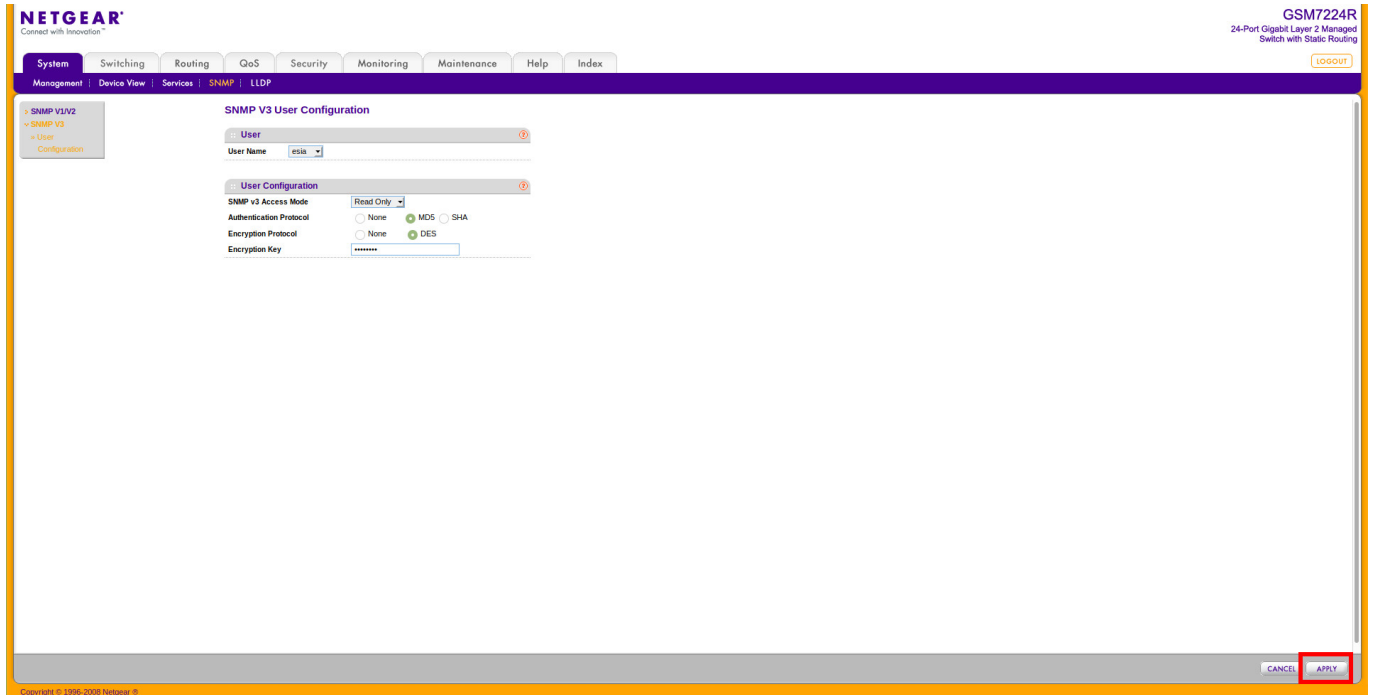 NETGEAR®
Connect with Innovation™
GSM7224R
24-Port Gigabit Layer 2 Managed
Switch with Static Routing
System Switching Routing QoS Security Monitoring Maintenance Help Index
LOGOUT
Management Device View Services SNMP LLDP
SNMP V1/V2
SNMP V3
User
Configuration
SNMP V3 User Configuration
User
User Name esia
User Configuration
SNMP v3 Access Mode Read Only
Authentication Protocol None MD5 SHA
Encryption Protocol None DES
Encryption Key ••••••••
CANCEL APPLY
Copyright © 1996-2008 Netgear ®